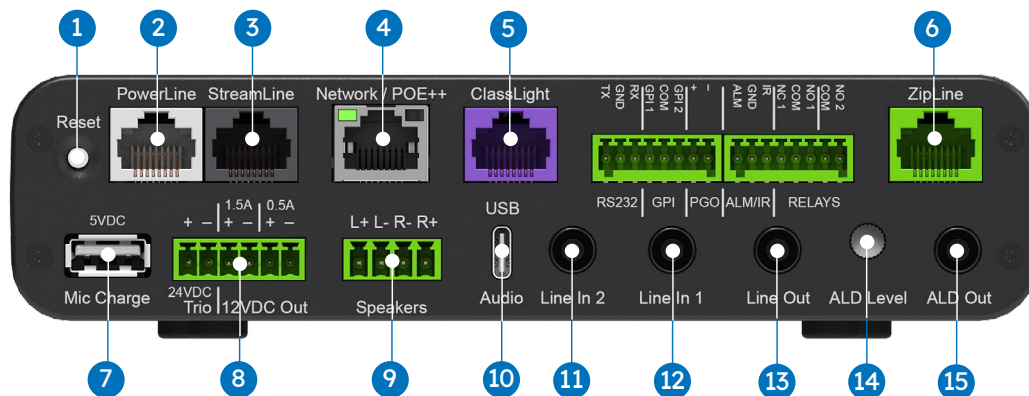 1 2 3 4 5 6
PowerLine StreamLine Network / POE++ ClassLight ZipLine
TX GND RX GPI 1 COM GPI 2 + − ALM GND IR NC 1 COM NO 1 COM NO 2
Reset
RS232 GPI PGO ALM/IR RELAYS
5VDC
+ − 1.5A + − 0.5A + −
L+ L- R- R+
USB
Mic Charge
24VDC Trio 12VDC Out
Speakers
Audio Line In 2 Line In 1 Line Out ALD Level ALD Out
7 8 9 10 11 12 13 14 15